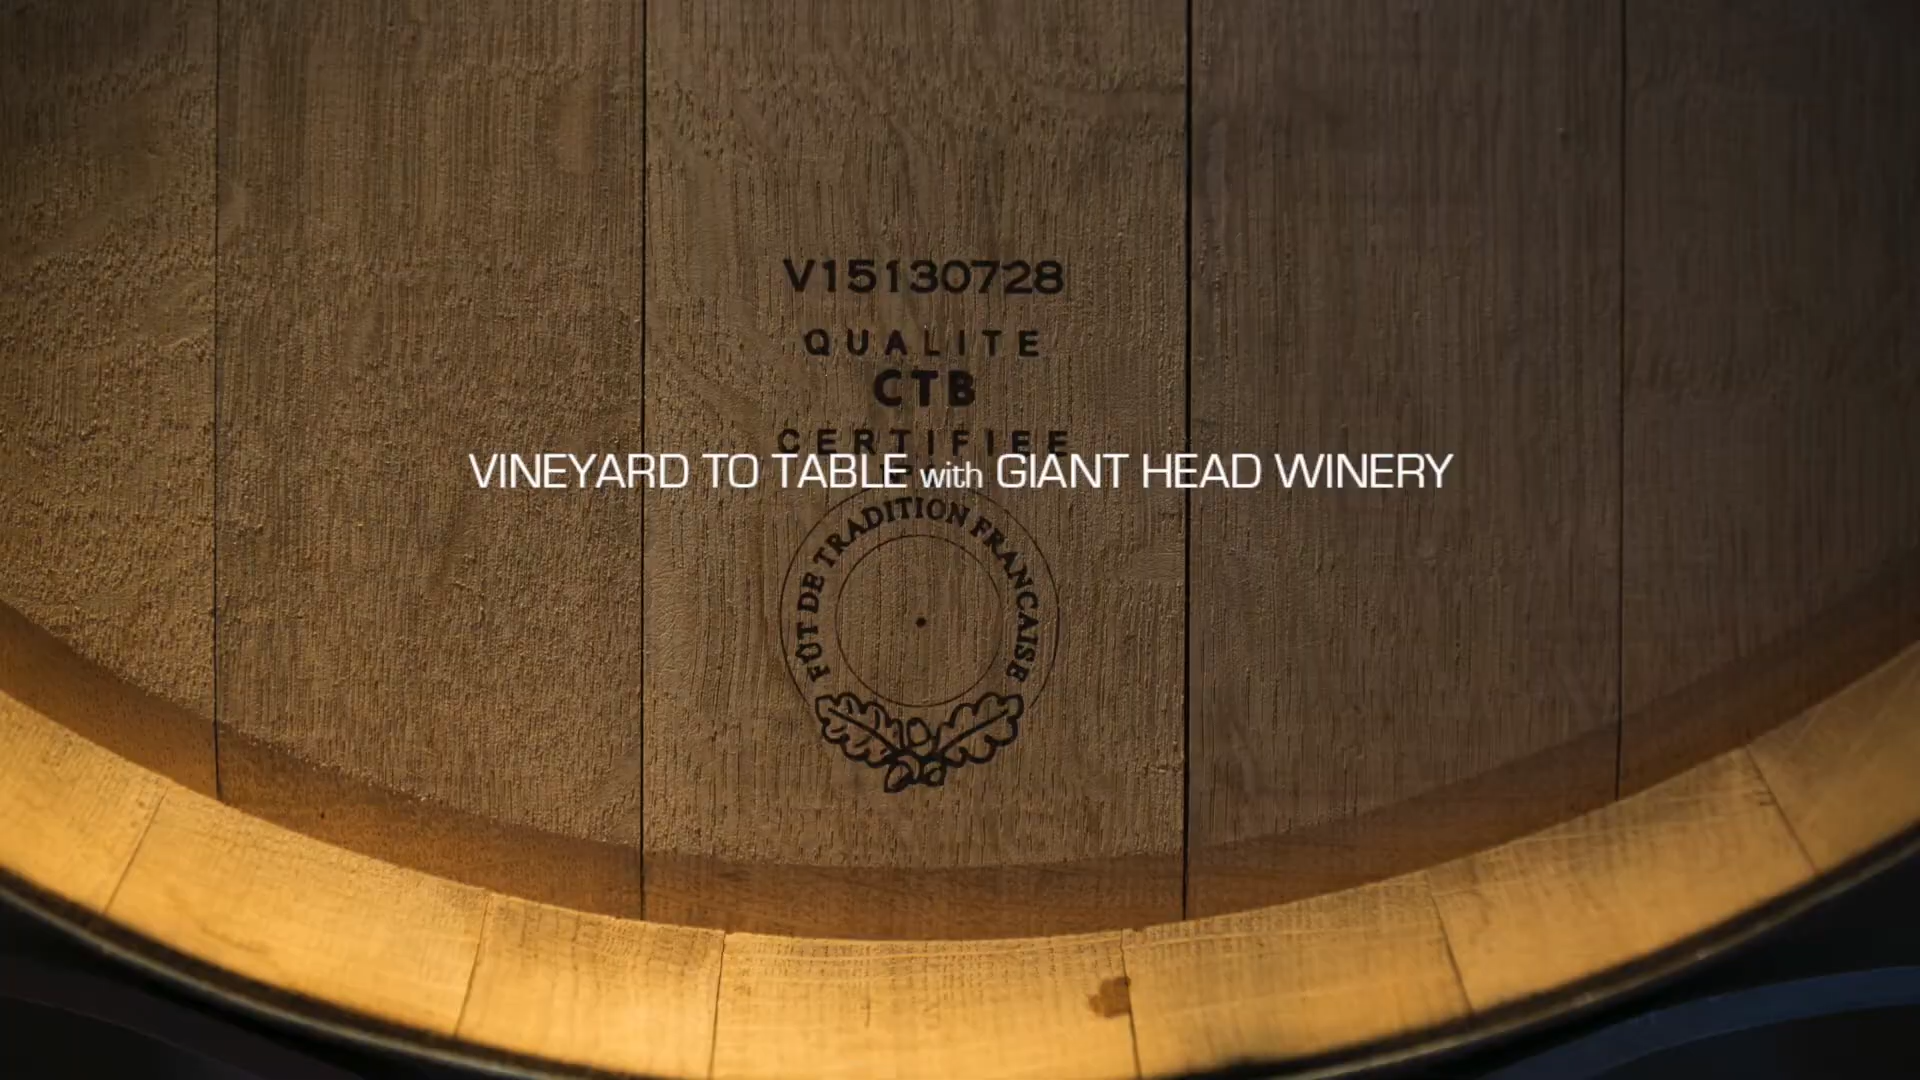 V15130728
QUALITE
CTB
CERTIFIEE
VINEYARD TO TABLE with GIANT HEAD WINERY
FÛT DE TRADITION FRANCAISE